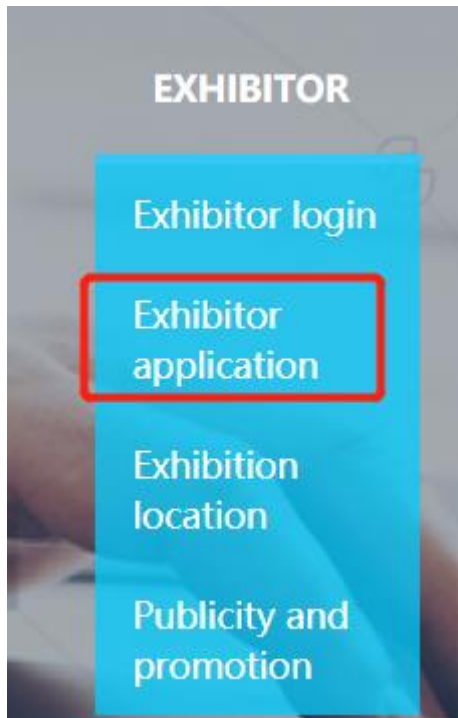 EXHIBITOR
Exhibitor login
Exhibitor
application
Exhibition
location
Publicity and
promotion